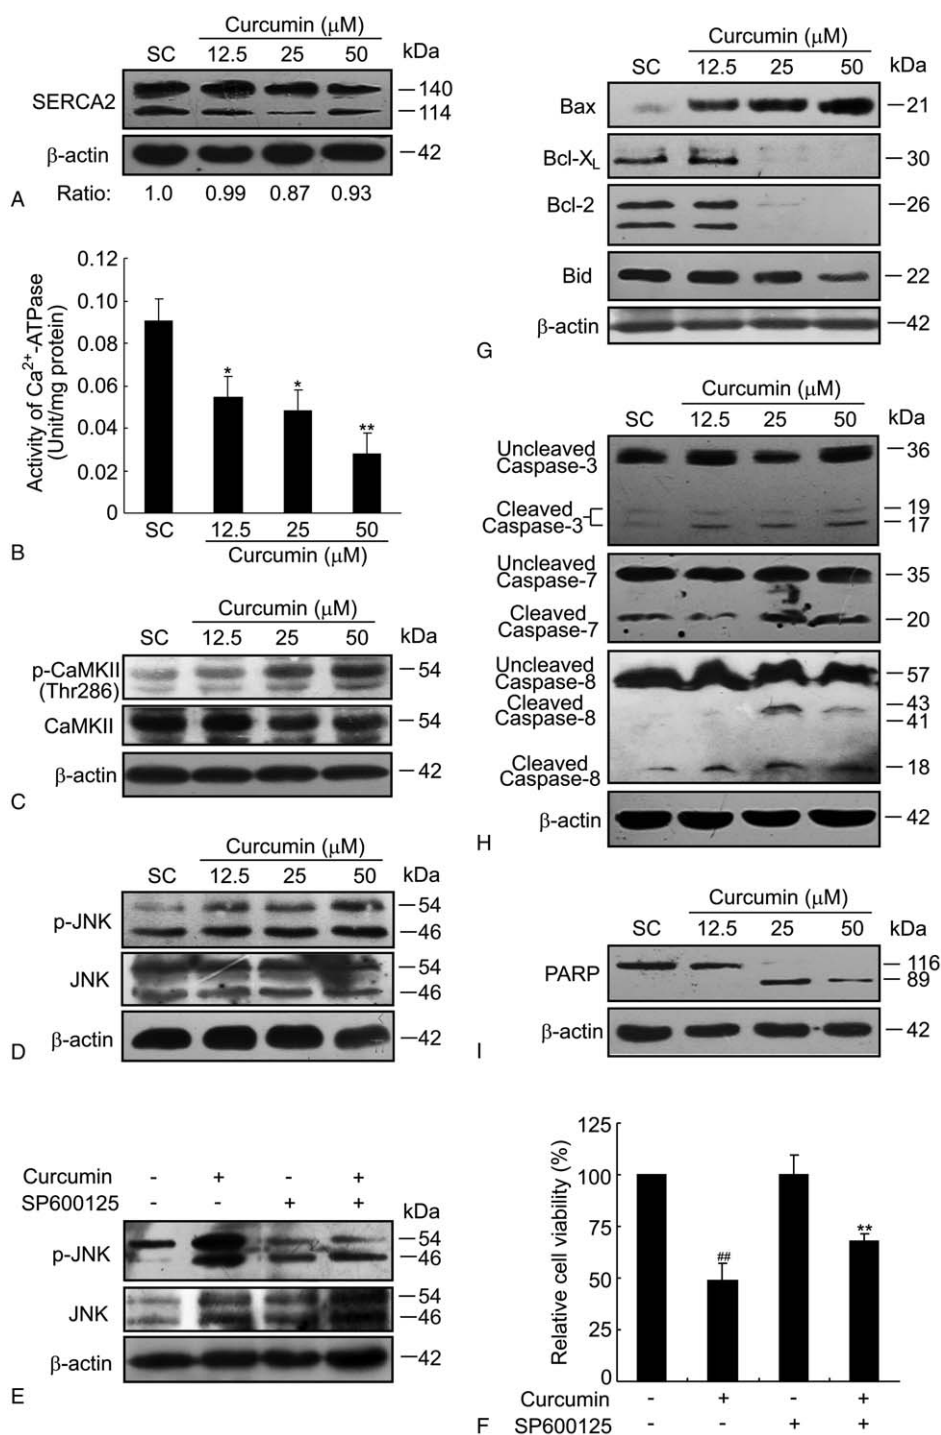 Curcumin (μM)
SC 12.5 25 50 kDa
SERCA2
140
114
β-actin
42
A
Ratio: 1.0 0.99 0.87 0.93
Activity of Ca2+-ATPase
(Unit/mg protein)
0.12
0.10
0.08
0.06
0.04
0.02
0
*
*
**
SC 12.5 25 50
Curcumin (μM)
B
Curcumin (μM)
SC 12.5 25 50 kDa
p-CaMKII
(Thr286)
54
CaMKII
54
β-actin
42
C
Curcumin (μM)
SC 12.5 25 50 kDa
p-JNK
54
46
JNK
54
46
β-actin
42
D
Curcumin - + - +
SP600125 - - + +
kDa
p-JNK
54
46
JNK
54
46
β-actin
42
E
Curcumin (μM)
SC 12.5 25 50 kDa
Bax
21
Bcl-XL
30
Bcl-2
26
Bid
22
β-actin
42
G
Curcumin (μM)
SC 12.5 25 50 kDa
Uncleaved
Caspase-3
36
Cleaved
Caspase-3
19
17
Uncleaved
Caspase-7
35
Cleaved
Caspase-7
20
Uncleaved
Caspase-8
57
Cleaved
Caspase-8
43
41
Cleaved
Caspase-8
18
β-actin
42
H
Curcumin (μM)
SC 12.5 25 50 kDa
PARP
116
89
β-actin
42
I
Relative cell viability (%)
125
100
75
50
25
0
##
**
Curcumin - + - +
F SP600125 - - + +